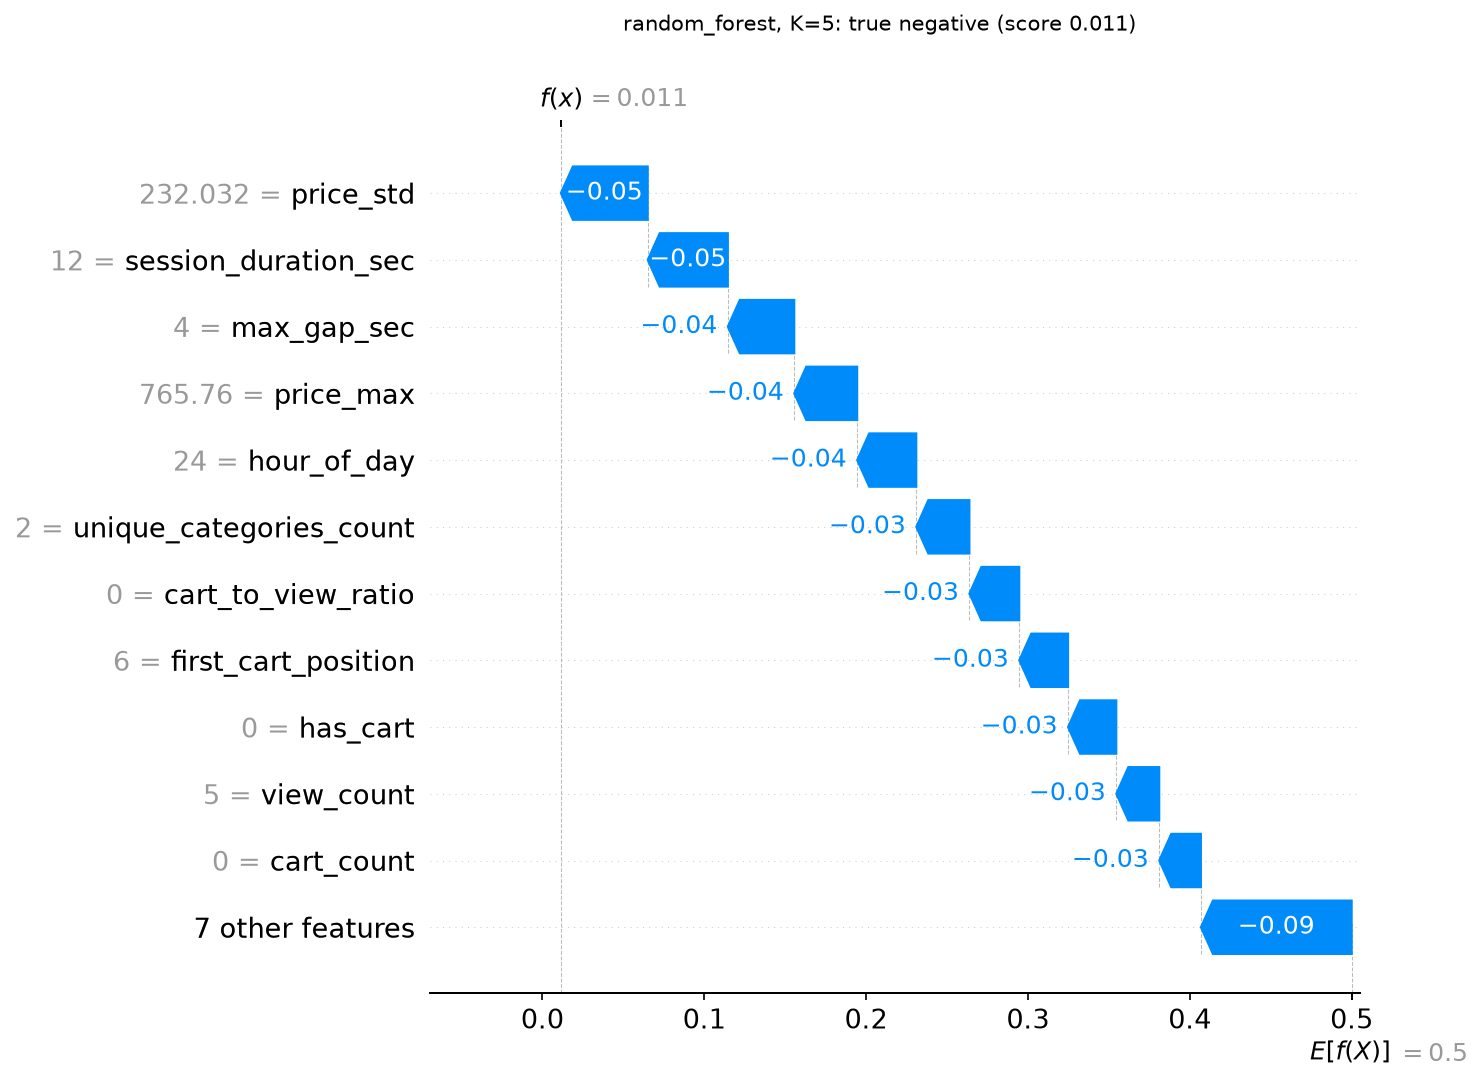 random_forest, K=5: true negative (score 0.011)
f(x) = 0.011
232.032 = price_std −0.05
12 = session_duration_sec −0.05
4 = max_gap_sec −0.04
765.76 = price_max −0.04
24 = hour_of_day −0.04
2 = unique_categories_count −0.03
0 = cart_to_view_ratio −0.03
6 = first_cart_position −0.03
0 = has_cart −0.03
5 = view_count −0.03
0 = cart_count −0.03
7 other features −0.09
0.0 0.1 0.2 0.3 0.4 0.5
E[f(X)] = 0.5